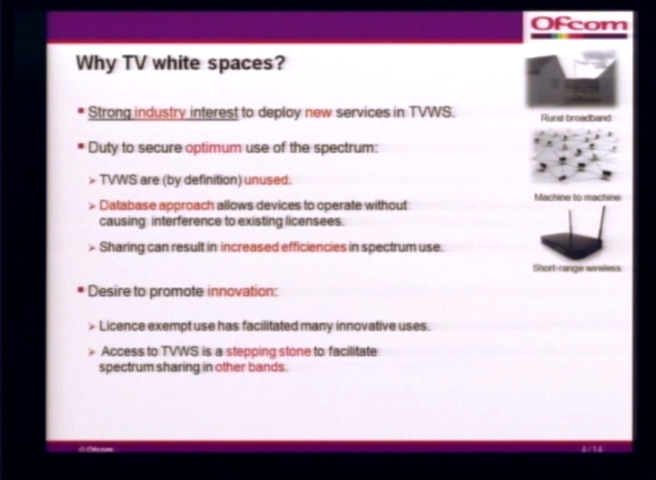 Ofcom
Why TV white spaces?
Strong industry interest to deploy new services in TVWS.
Duty to secure optimum use of the spectrum:
TVWS are (by definition) unused.
Database approach allows devices to operate without
causing interference to existing licensees.
Sharing can result in increased efficiencies in spectrum use.
Desire to promote innovation:
Licence exempt use has facilitated many innovative uses.
Access to TVWS is a stepping stone to facilitate
spectrum sharing in other bands.
Rural broadband
Machine to machine
Short-range wireless
© Ofcom
4 / 14